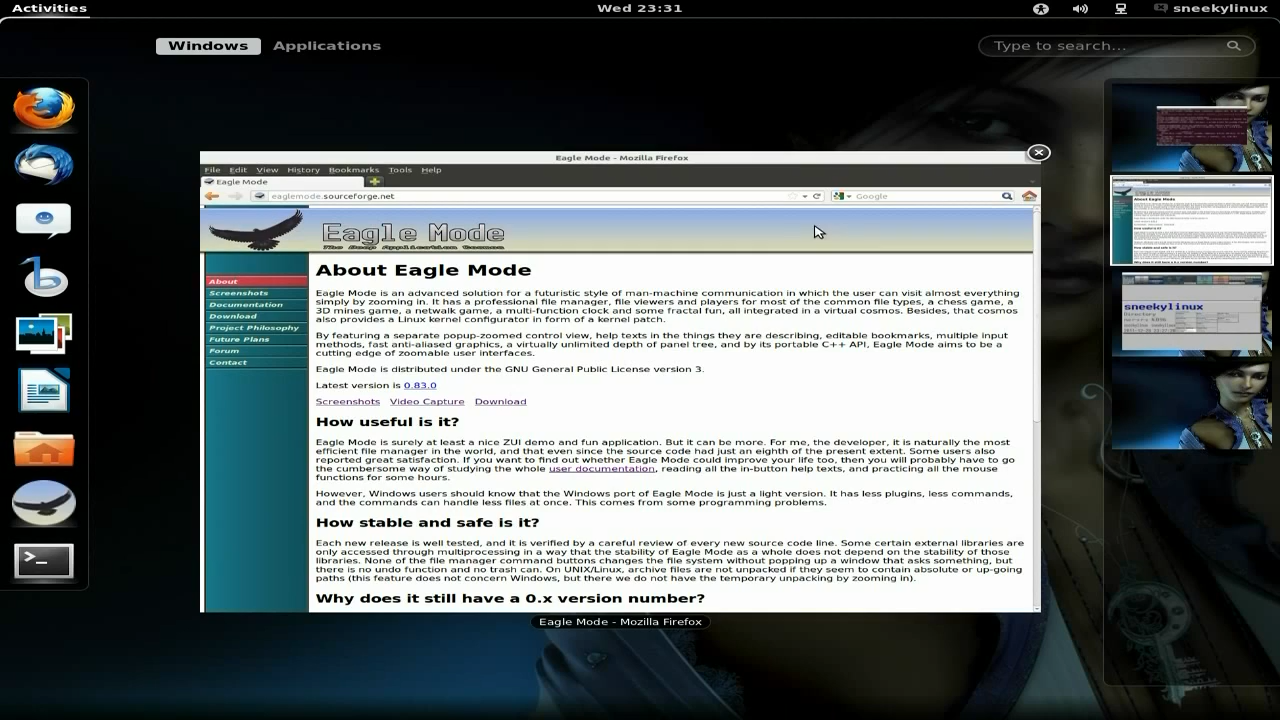 Activities
Wed 23:31
sneekylinux
Windows
Applications
Type to search...
Eagle Mode - Mozilla Firefox
File Edit View History Bookmarks Tools Help
Eagle Mode
eaglemode.sourceforge.net
Google
Eagle Mode
About
Screenshots
Documentation
Download
Project Philosophy
Future Plans
Forum
Contact
About Eagle Mode
Eagle Mode is an advanced solution for a futuristic style of man-machine communication in which the user can visit almost everything
simply by zooming in. It has a professional file manager, file viewers and players for most of the common file types, a chess game, a
3D mines game, a netwalk game, a multi-function clock and some fractal fun, all integrated in a virtual cosmos. Besides, that cosmos
also provides a Linux kernel configurator in form of a kernel patch.
By featuring a separate popup-zoomed control view, help texts in the things they are describing, editable bookmarks, multiple input
methods, fast anti-aliased graphics, a virtually unlimited depth of panel tree, and by its portable C++ API, Eagle Mode aims to be a
cutting edge of zoomable user interfaces.
Eagle Mode is distributed under the GNU General Public License version 3.
Latest version is 0.83.0
Screenshots Video Capture Download
How useful is it?
Eagle Mode is surely at least a nice ZUI demo and fun application. But it can be more. For me, the developer, it is naturally the most
efficient file manager in the world, and that even since the source code had just an eighth of the present extent. Some users also
reported great satisfaction. If you want to find out whether Eagle Mode could improve your life too, then you will probably have to go
the cumbersome way of studying the whole user documentation, reading all the in-button help texts, and practicing all the mouse
functions for some hours.
However, Windows users should know that the Windows port of Eagle Mode is just a light version. It has less plugins, less commands,
and the commands can handle less files at once. This comes from some programming problems.
How stable and safe is it?
Each new release is well tested, and it is verified by a careful review of every new source code line. Some certain external libraries are
only accessed through multiprocessing in a way that the stability of Eagle Mode as a whole does not depend on the stability of those
libraries. None of the file manager command buttons changes the file system without popping up a window that asks something, but
there is no undo function and no trash can. On UNIX/Linux, archive files are not unpacked if they seem to contain absolute or up-going
paths (this feature does not concern Windows, but there we do not have the temporary unpacking by zooming in).
Why does it still have a 0.x version number?
Eagle Mode - Mozilla Firefox
About Eagle Mode
sneekylinux
Directory